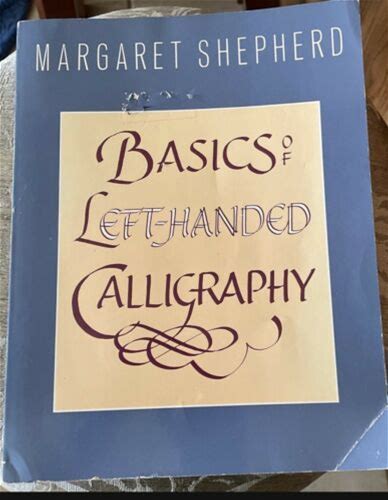 MARGARET SHEPHERD
BASICS OF
LEFT-HANDED
CALLIGRAPHY